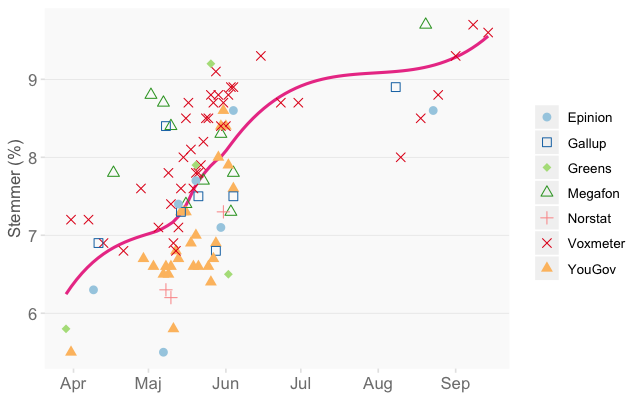 Stemmer (%)
9
8
7
6
Apr
Maj
Jun
Jul
Aug
Sep
Epinion
Gallup
Greens
Megafon
Norstat
Voxmeter
YouGov